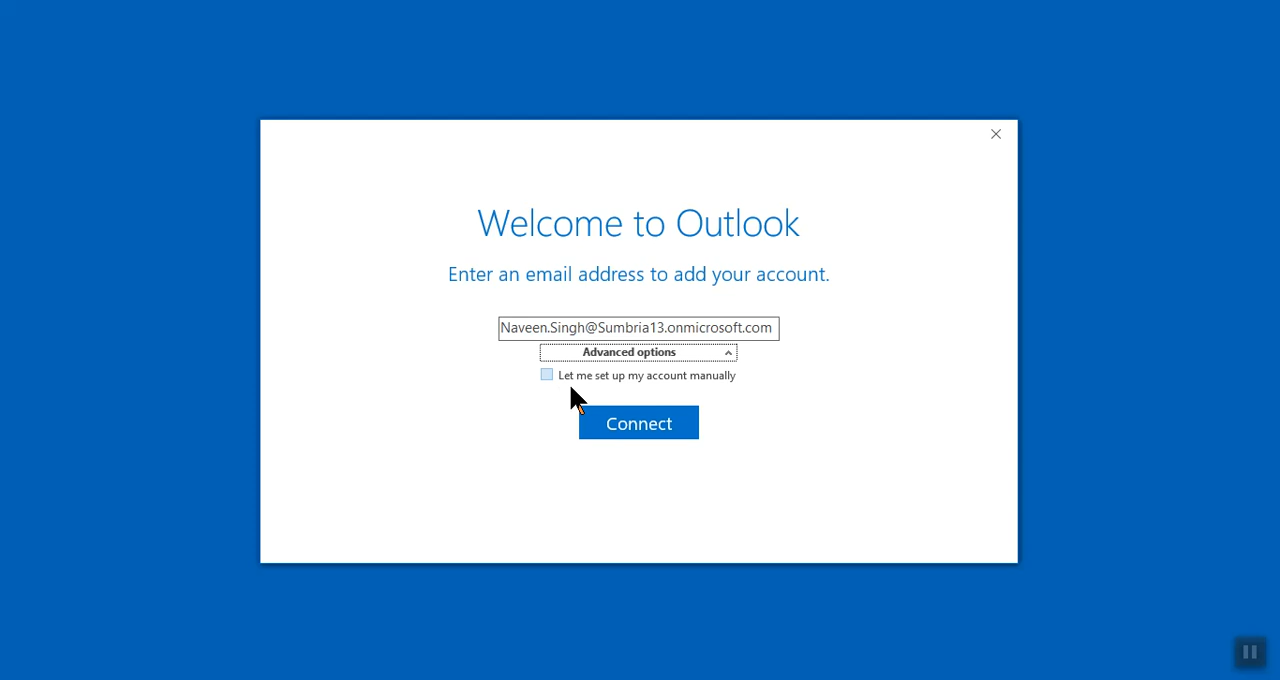 Welcome to Outlook
Enter an email address to add your account.
Naveen.Singh@Sumbria13.onmicrosoft.com
Advanced options
Let me set up my account manually
Connect